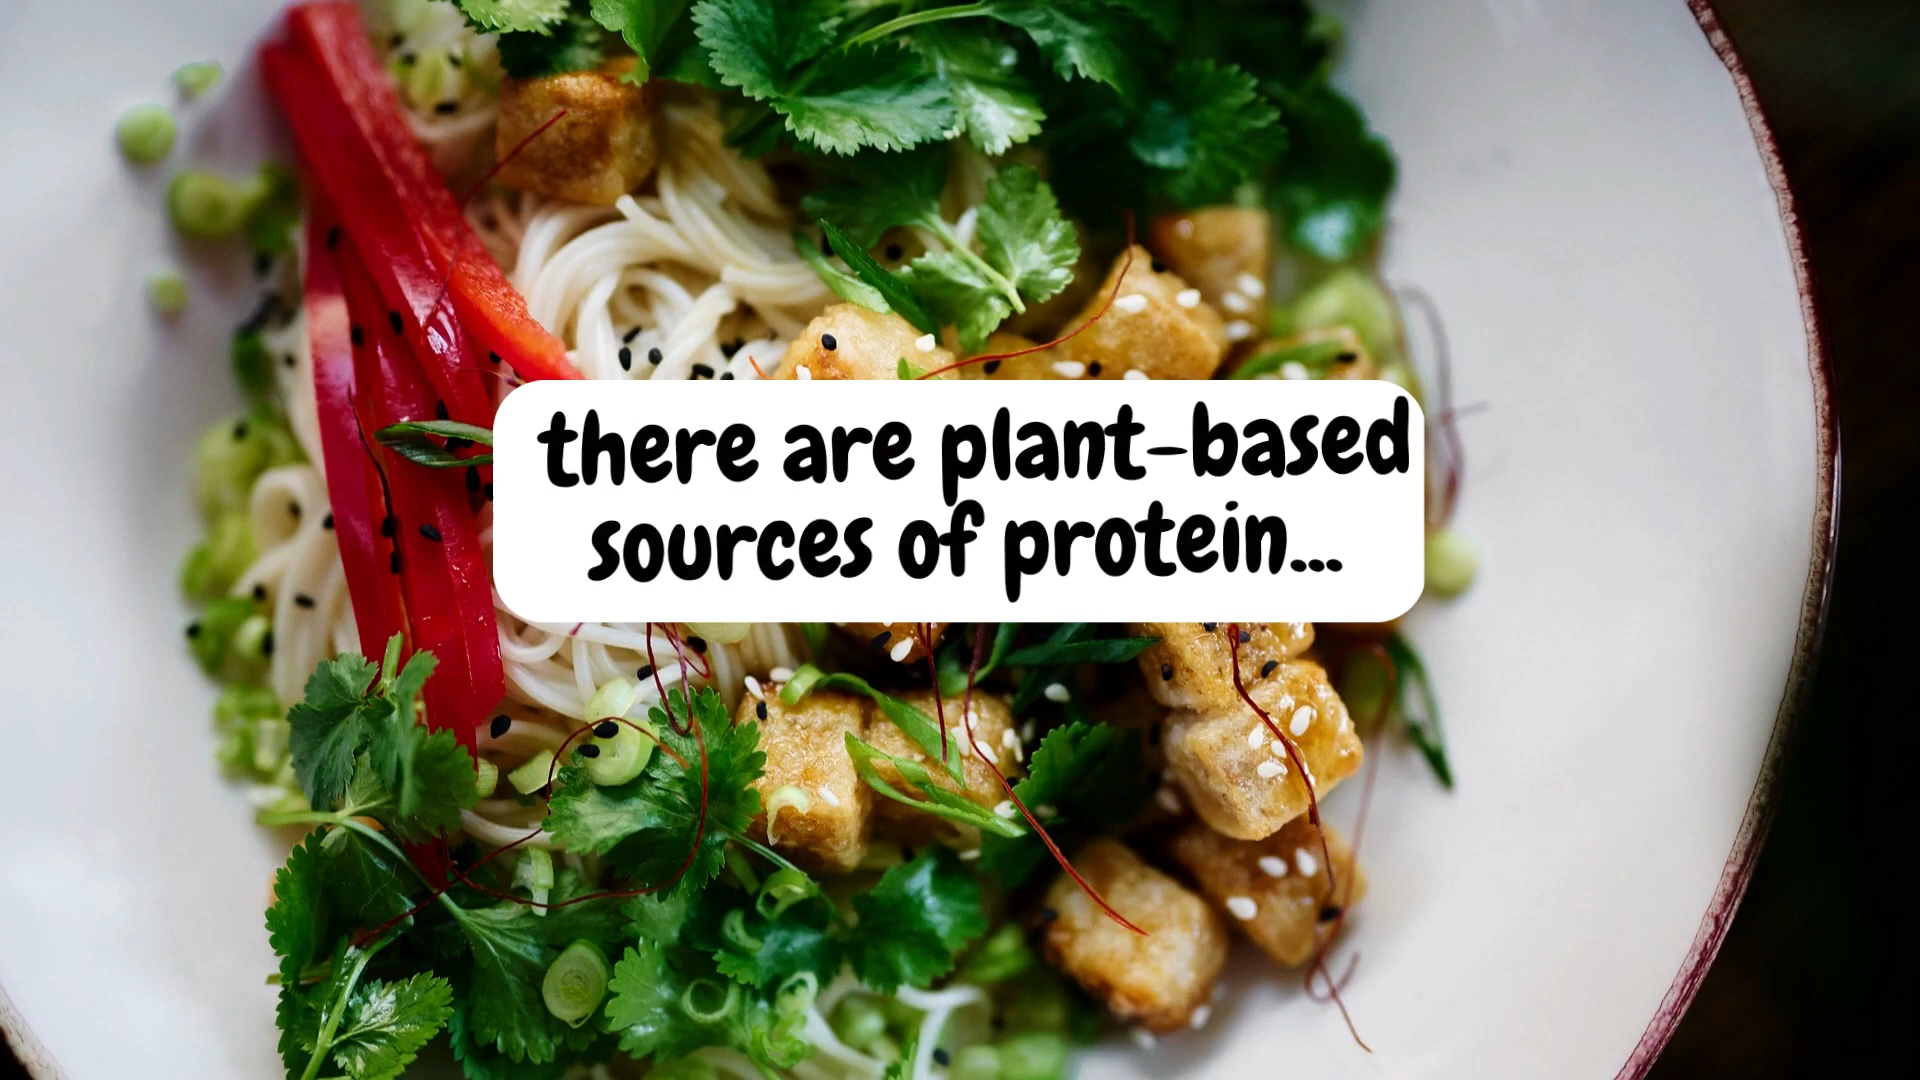 there are plant-based
sources of protein...